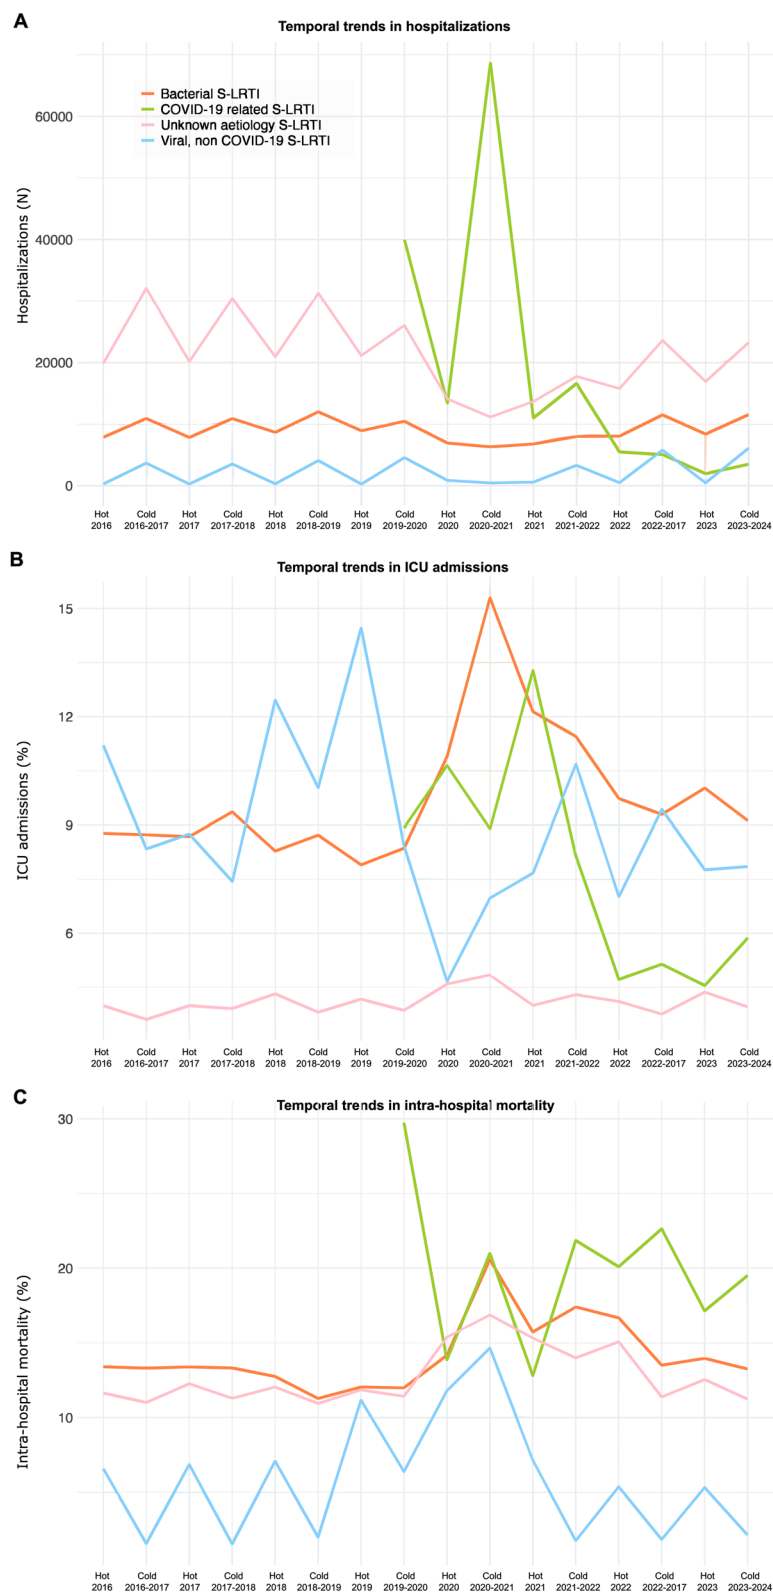 A
Temporal trends in hospitalizations
Bacterial S-LRTI
COVID-19 related S-LRTI
Unknown aetiology S-LRTI
Viral, non COVID-19 S-LRTI
Hospitalizations (N)
60000
40000
20000
0
Hot Cold Hot Cold Hot Cold Hot Cold Hot Cold Hot Cold Hot Cold Hot Cold
2016 2016-2017 2017 2017-2018 2018 2018-2019 2019 2019-2020 2020 2020-2021 2021 2021-2022 2022 2022-2017 2023 2023-2024
B
Temporal trends in ICU admissions
ICU admissions (%)
15
12
9
6
Hot Cold Hot Cold Hot Cold Hot Cold Hot Cold Hot Cold Hot Cold Hot Cold
2016 2016-2017 2017 2017-2018 2018 2018-2019 2019 2019-2020 2020 2020-2021 2021 2021-2022 2022 2022-2017 2023 2023-2024
C
Temporal trends in intra-hospital mortality
Intra-hospital mortality (%)
30
20
10
Hot Cold Hot Cold Hot Cold Hot Cold Hot Cold Hot Cold Hot Cold Hot Cold
2016 2016-2017 2017 2017-2018 2018 2018-2019 2019 2019-2020 2020 2020-2021 2021 2021-2022 2022 2022-2017 2023 2023-2024